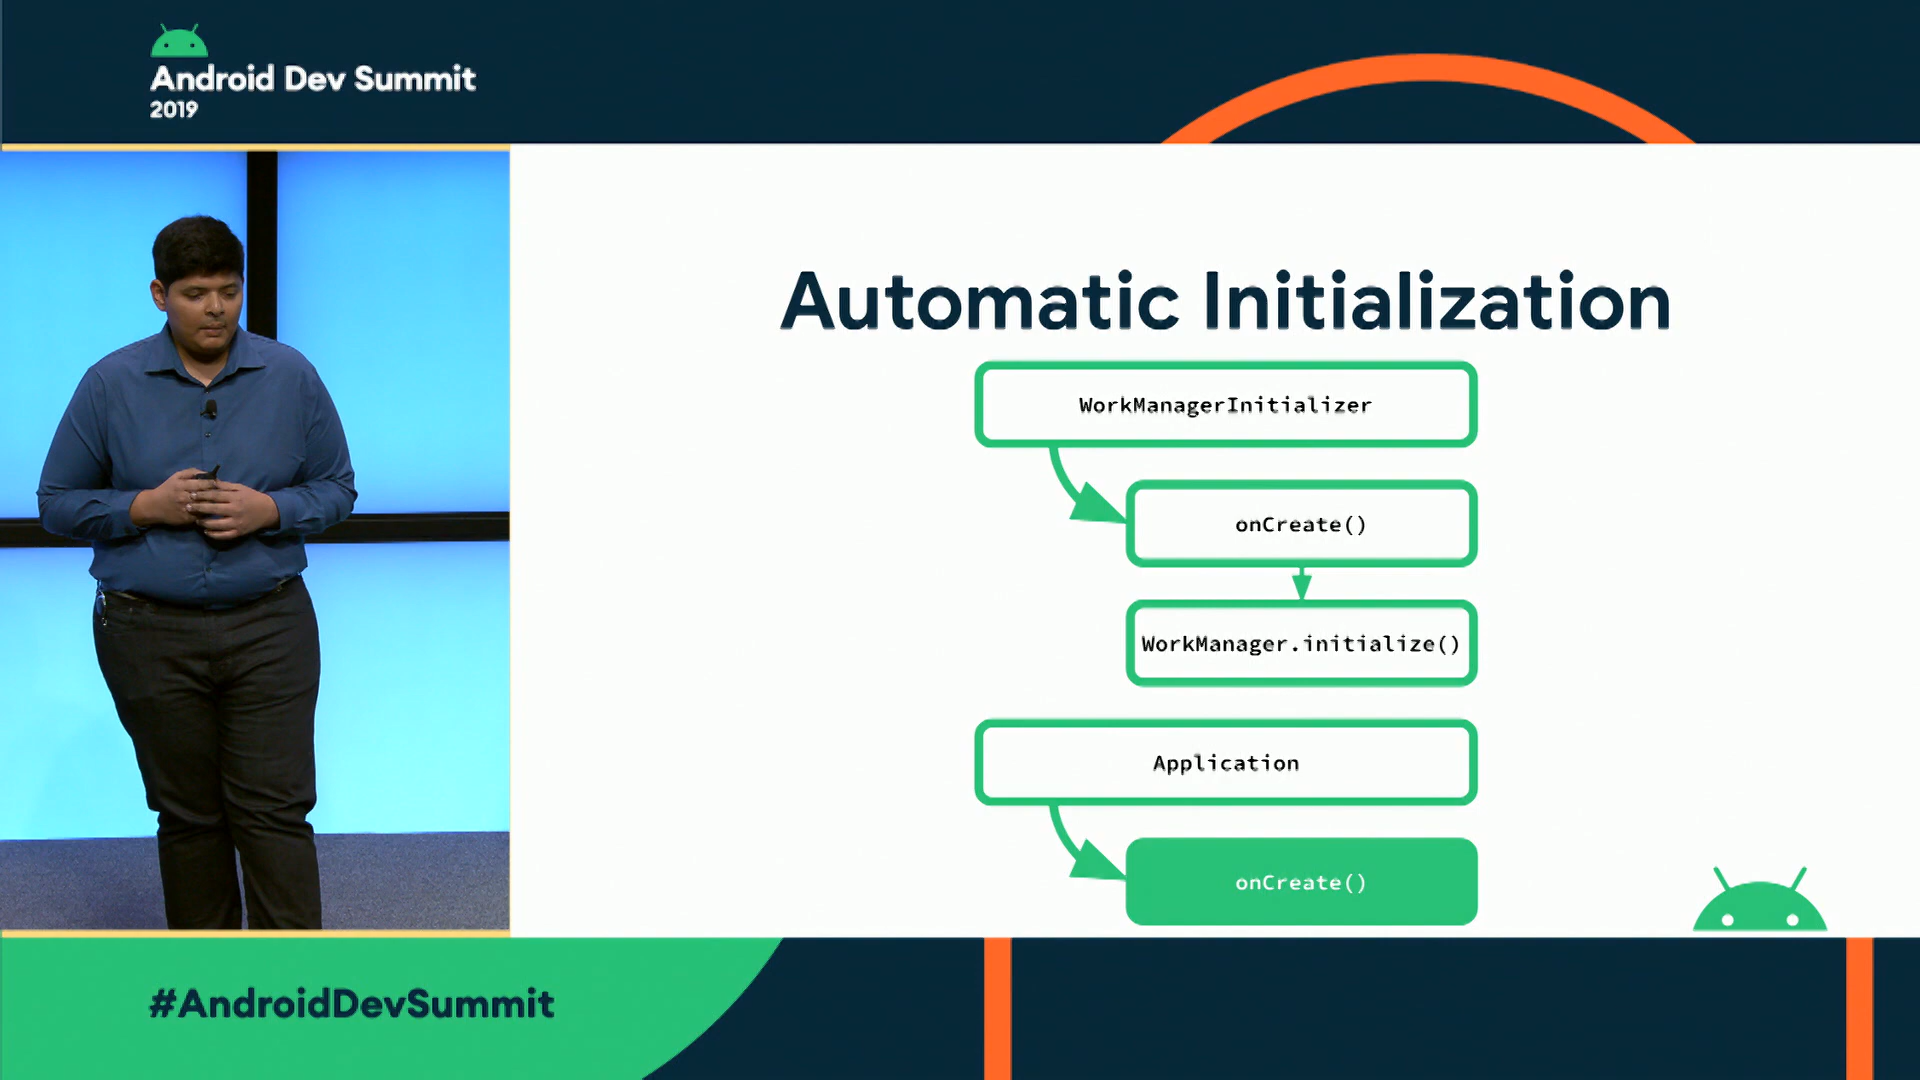 Android Dev Summit
2019
Automatic Initialization
WorkManagerInitializer
onCreate()
WorkManager.initialize()
Application
onCreate()
#AndroidDevSummit